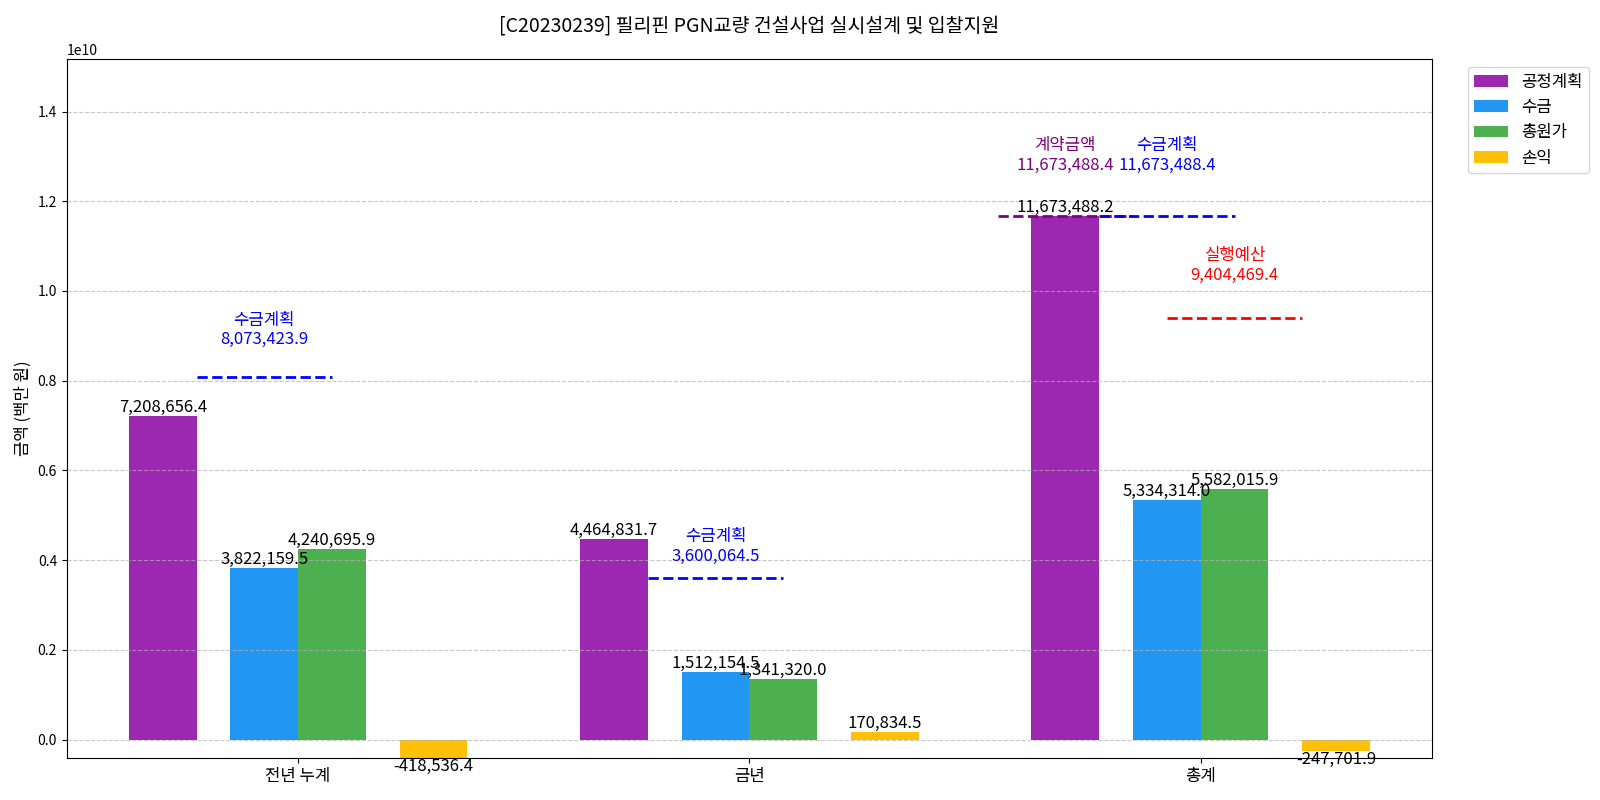 [C20230239] 필리핀 PGN교량 건설사업 실시설계 및 입찰지원
1e10
공정계획
수금
총원가
손익
금액 (백만 원)
1.4
1.2
1.0
0.8
0.6
0.4
0.2
0.0
계약금액
11,673,488.4
수금계획
11,673,488.4
11,673,488.2
실행예산
9,404,469.4
수금계획
8,073,423.9
7,208,656.4
3,822,159.5
4,240,695.9
-418,536.4
4,464,831.7
수금계획
3,600,064.5
1,512,154.5
1,341,320.0
170,834.5
5,334,314.0
5,582,015.9
-247,701.9
전년 누계
금년
총계